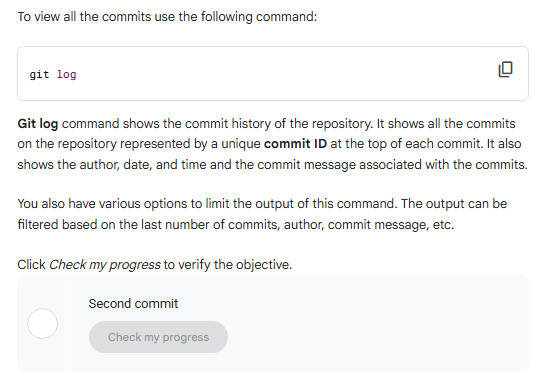 To view all the commits use the following command:
git log
Git log command shows the commit history of the repository. It shows all the commits
on the repository represented by a unique commit ID at the top of each commit. It also
shows the author, date, and time and the commit message associated with the commits.
You also have various options to limit the output of this command. The output can be
filtered based on the last number of commits, author, commit message, etc.
Click Check my progress to verify the objective.
Second commit
Check my progress